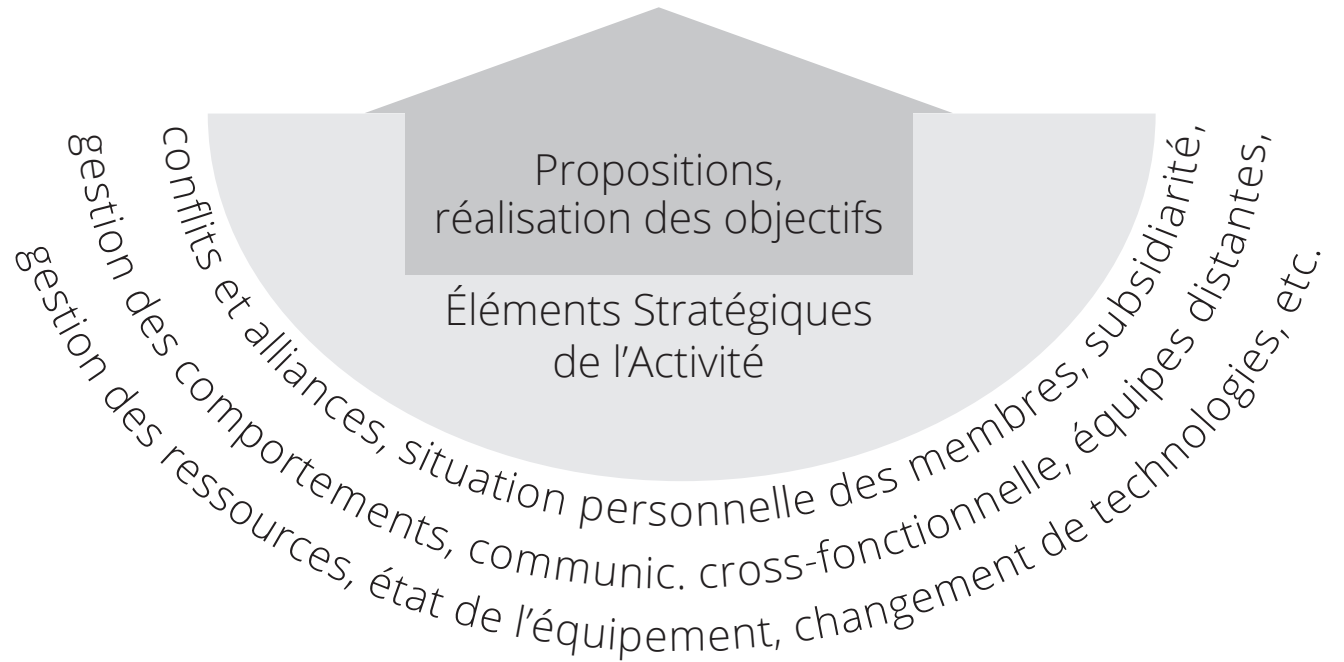 Propositions,
réalisation des objectifs
Éléments Stratégiques
de l’Activité
conflits et alliances, situation personnelle des membres, subsidiarité,
gestion des comportements, communic. cross-fonctionnelle, équipes distantes,
gestion des ressources, état de l’équipement, changement de technologies, etc.